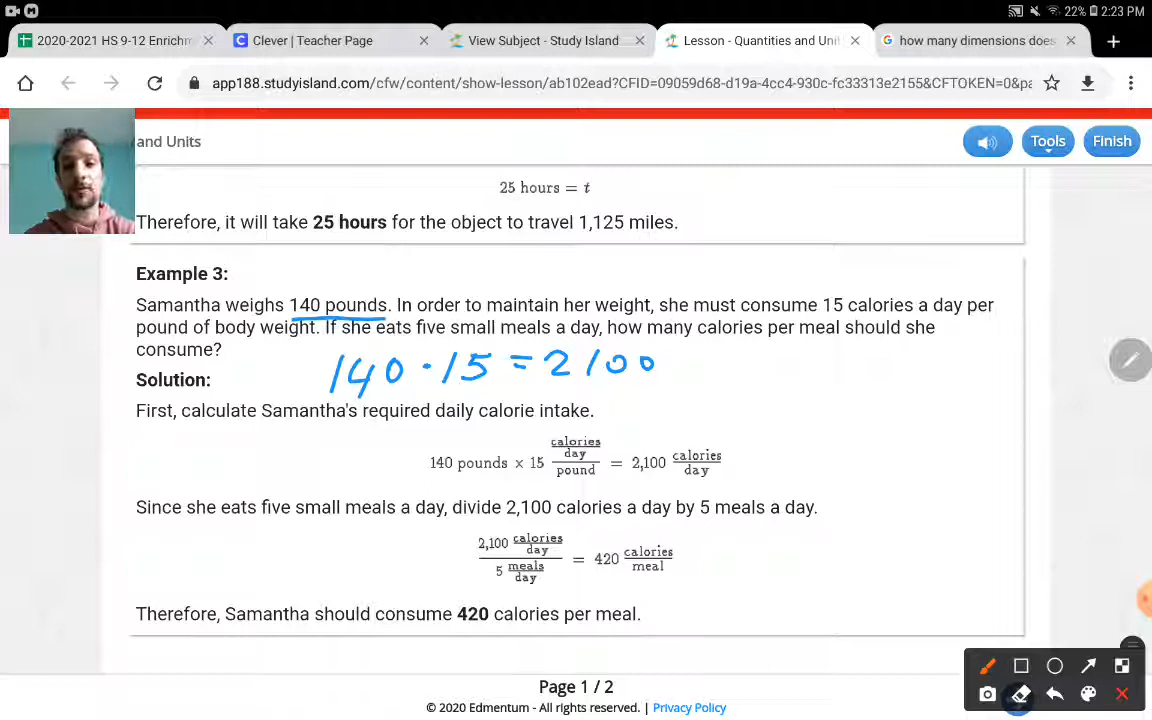 22% 2:23 PM
2020-2021 HS 9-12 Enrichm
Clever | Teacher Page
View Subject - Study Island
Lesson - Quantities and Unit
how many dimensions does
app188.studyisland.com/cfw/content/show-lesson/ab102ead?CFID=09059d68-d19a-4cc4-930c-fc33313e2155&CFTOKEN=0&pa
and Units
Tools
Finish
25 hours = t
Therefore, it will take 25 hours for the object to travel 1,125 miles.
Example 3:
Samantha weighs 140 pounds. In order to maintain her weight, she must consume 15 calories a day per
pound of body weight. If she eats five small meals a day, how many calories per meal should she
consume?
140 · 15 = 2100
Solution:
First, calculate Samantha's required daily calorie intake.
140 pounds × 15 calories/day/pound = 2,100 calories/day
Since she eats five small meals a day, divide 2,100 calories a day by 5 meals a day.
2,100 calories/day / 5 meals/day = 420 calories/meal
Therefore, Samantha should consume 420 calories per meal.
Page 1 / 2
© 2020 Edmentum - All rights reserved. | Privacy Policy